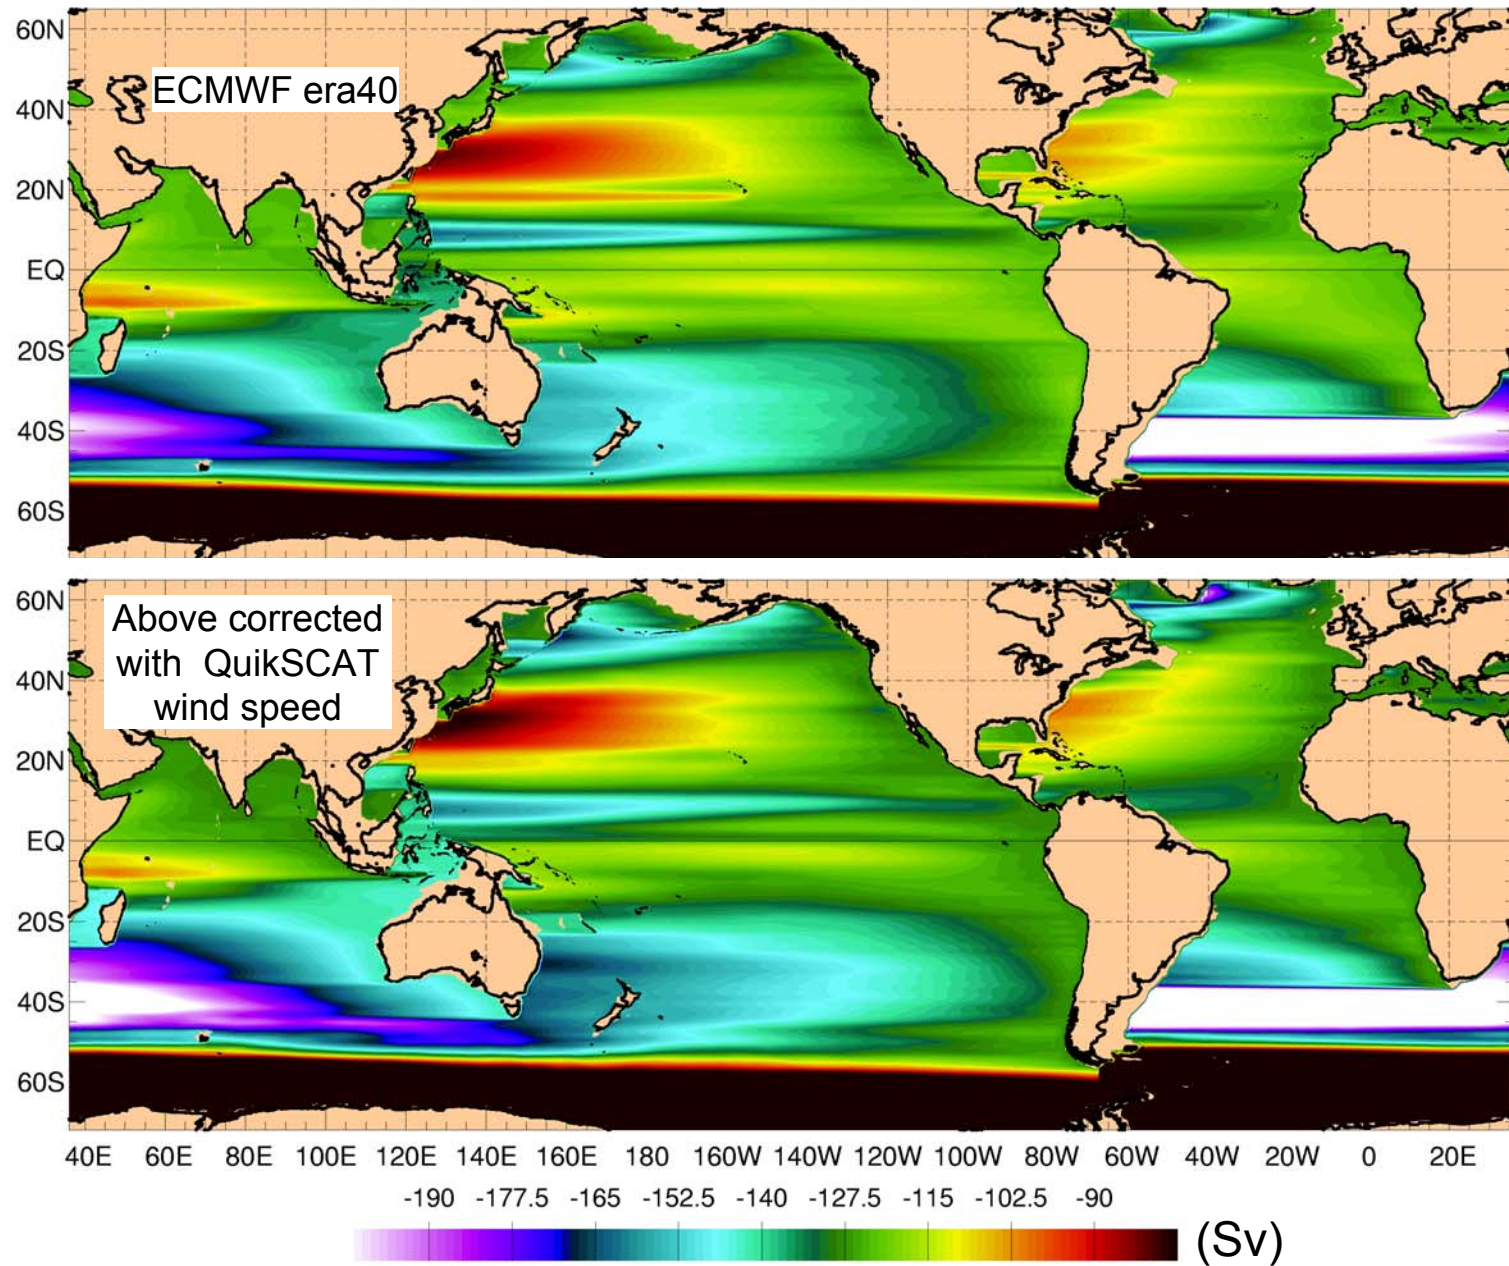 60N
40N
20N
EQ
20S
40S
60S
ECMWF era40
60N
40N
20N
EQ
20S
40S
60S
Above corrected
with QuikSCAT
wind speed
40E 60E 80E 100E 120E 140E 160E 180 160W 140W 120W 100W 80W 60W 40W 20W 0 20E
-190 -177.5 -165 -152.5 -140 -127.5 -115 -102.5 -90
(Sv)